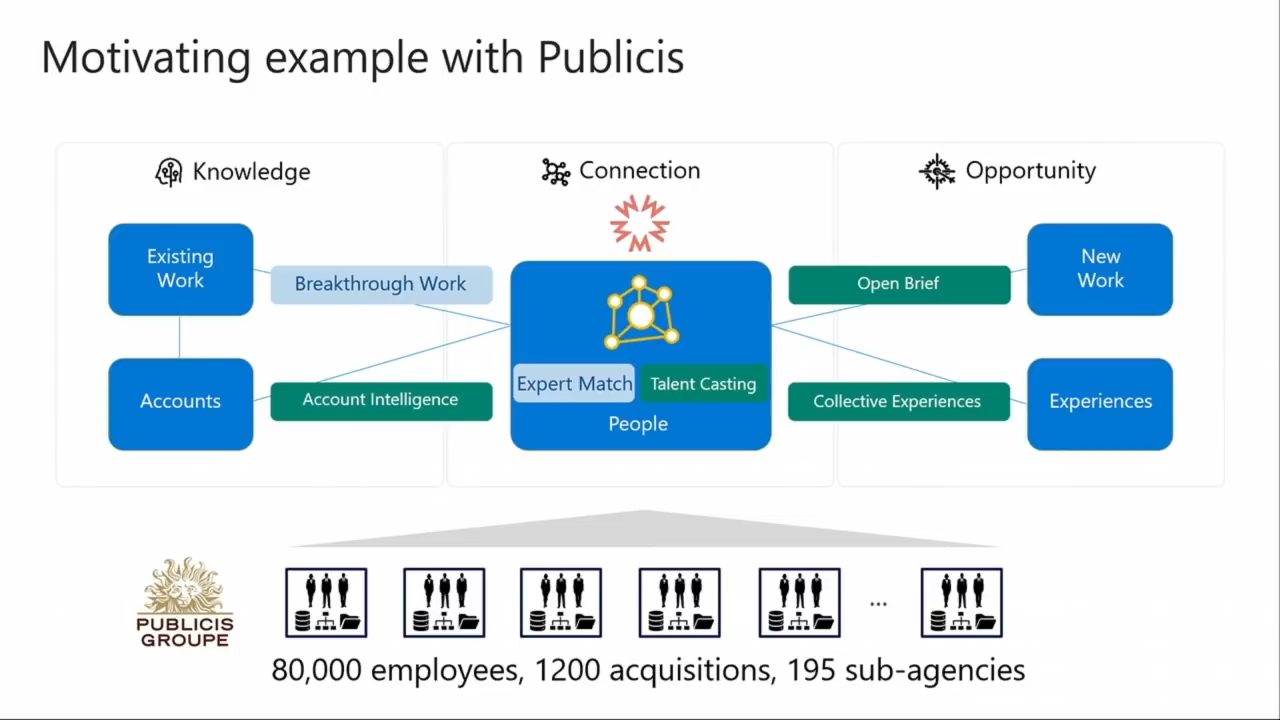 Motivating example with Publicis
Knowledge
Connection
Opportunity
Existing
Work
Breakthrough Work
Accounts
Account Intelligence
Expert Match
Talent Casting
People
Open Brief
New
Work
Collective Experiences
Experiences
PUBLICIS
GROUPE
...
80,000 employees, 1200 acquisitions, 195 sub-agencies